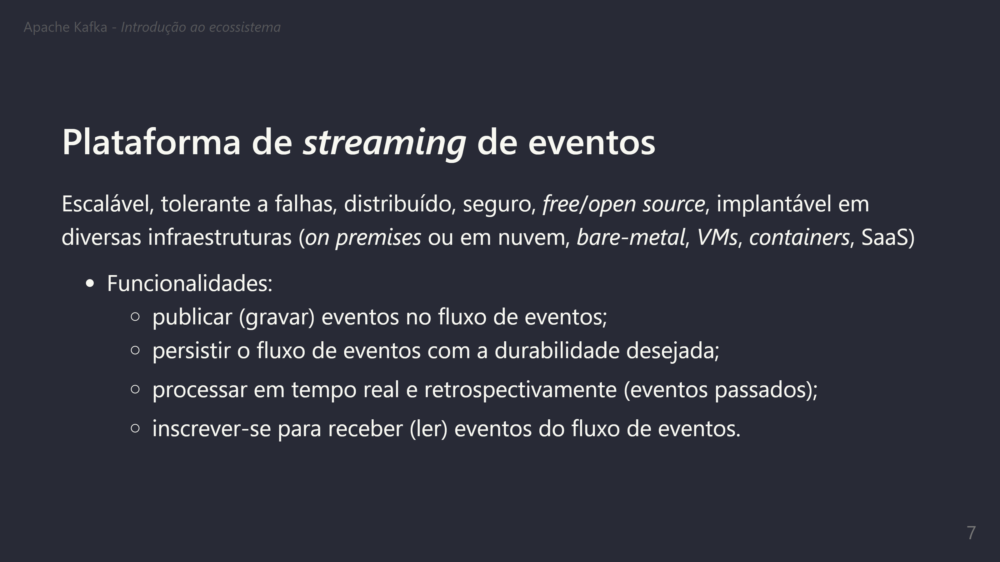 Apache Kafka - Introdução ao ecossistema
Plataforma de streaming de eventos
Escalável, tolerante a falhas, distribuído, seguro, free/open source, implantável em
diversas infraestruturas (on premises ou em nuvem, bare-metal, VMs, containers, SaaS)
• Funcionalidades:
○ publicar (gravar) eventos no fluxo de eventos;
○ persistir o fluxo de eventos com a durabilidade desejada;
○ processar em tempo real e retrospectivamente (eventos passados);
○ inscrever-se para receber (ler) eventos do fluxo de eventos.
7